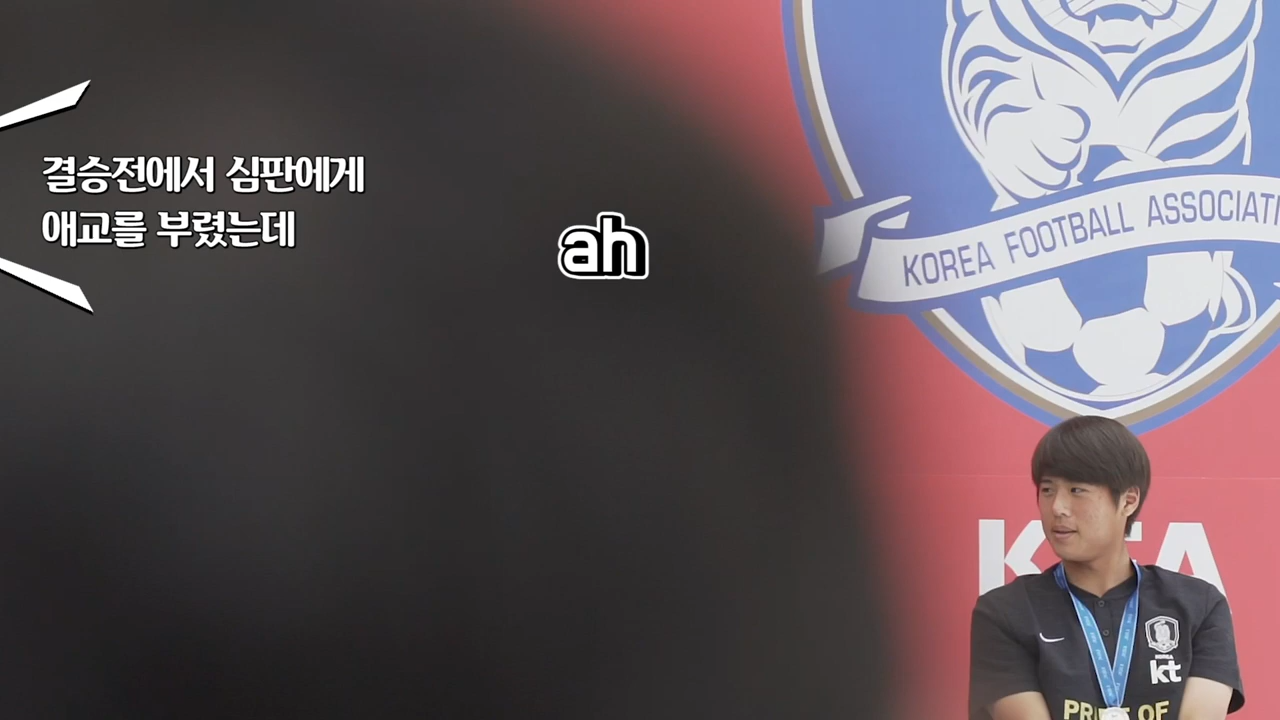 결승전에서 심판에게
애교를 부렸는데
ah
KOREA FOOTBALL ASSOCIATI
KFA
KOREA
kt
PRIDE OF